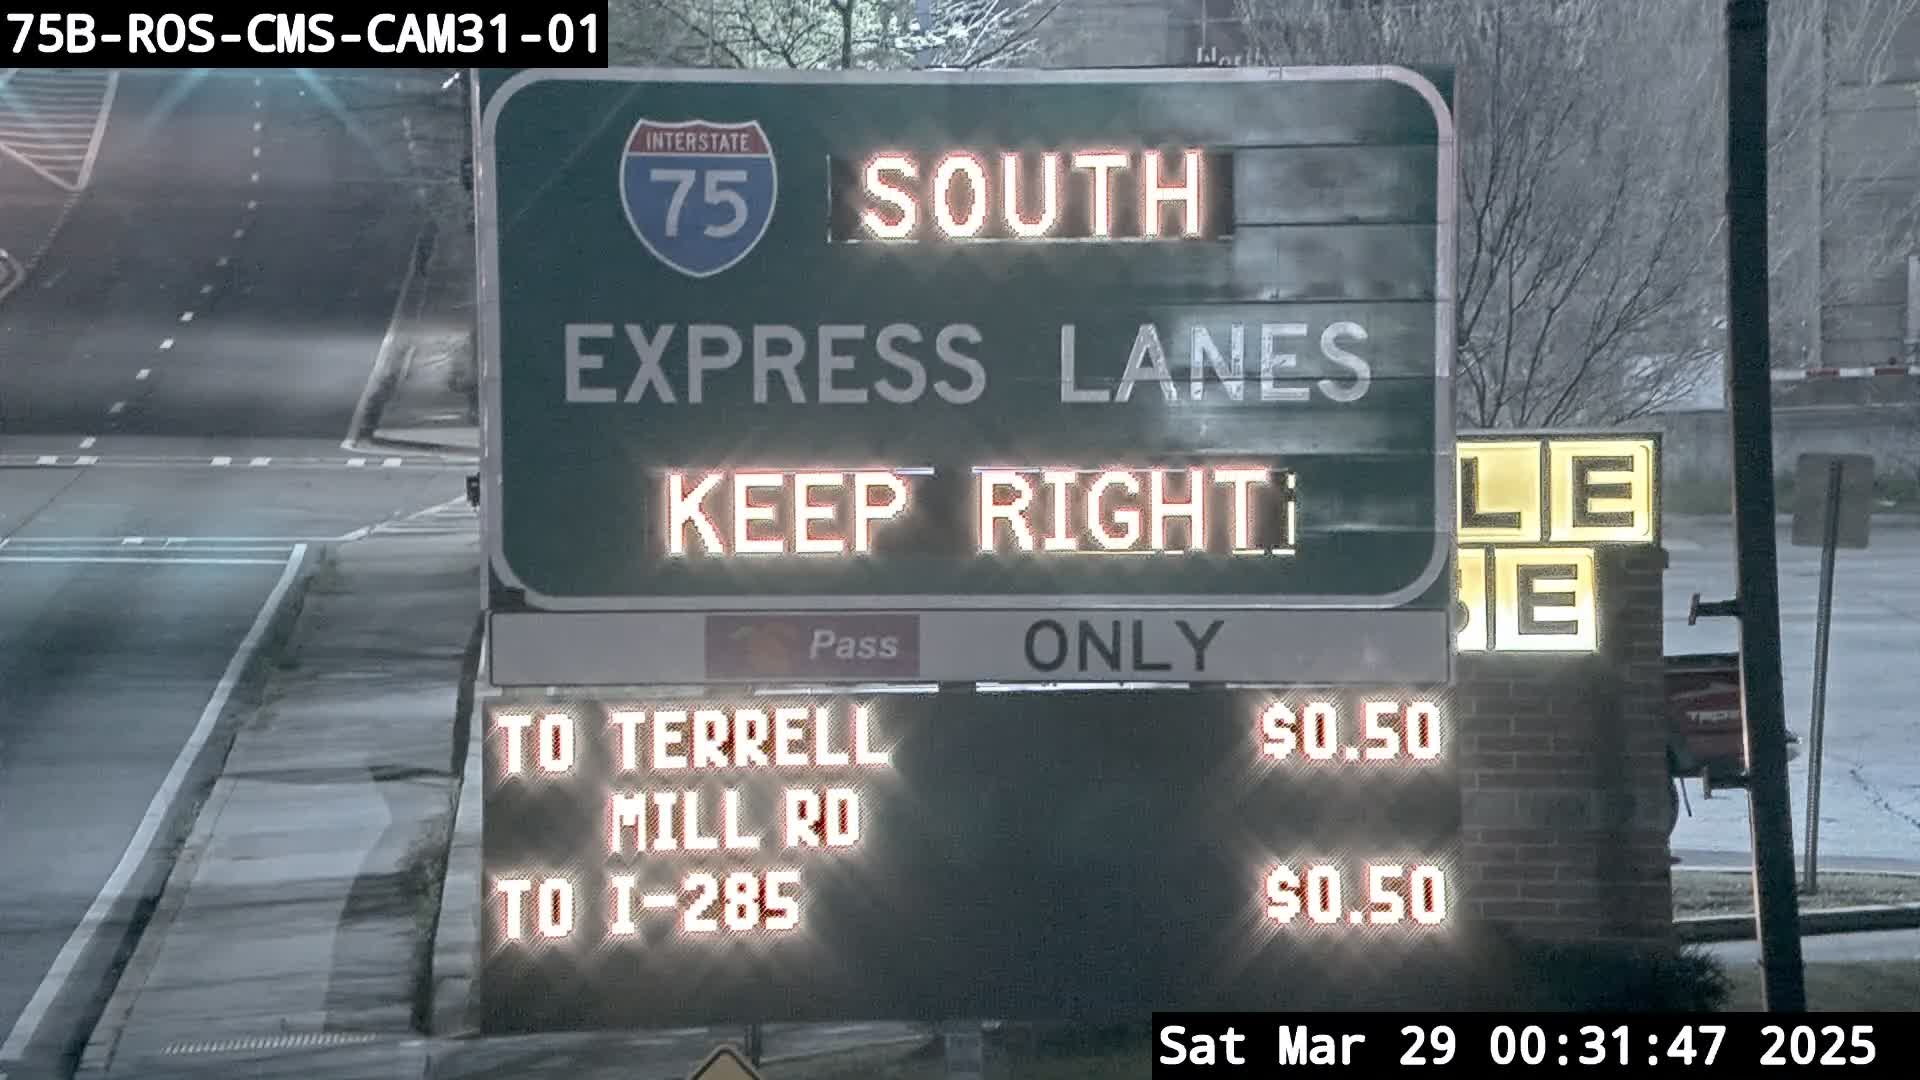 75B-ROS-CMS-CAM31-01
INTERSTATE
75
SOUTH
EXPRESS LANES
KEEP RIGHT
Pass ONLY
TO TERRELL $0.50
MILL RD
TO I-285 $0.50
LE
E
Sat Mar 29 00:31:47 2025